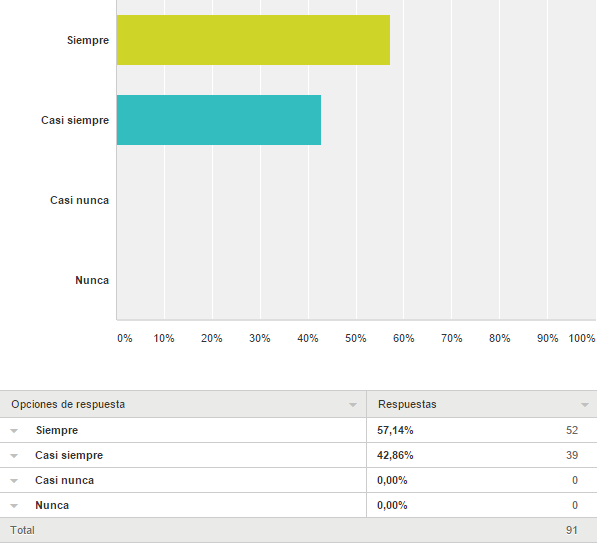 Siempre
Casi siempre
Casi nunca
Nunca
0% 10% 20% 30% 40% 50% 60% 70% 80% 90% 100%
Opciones de respuesta Respuestas
Siempre 57,14% 52
Casi siempre 42,86% 39
Casi nunca 0,00% 0
Nunca 0,00% 0
Total 91